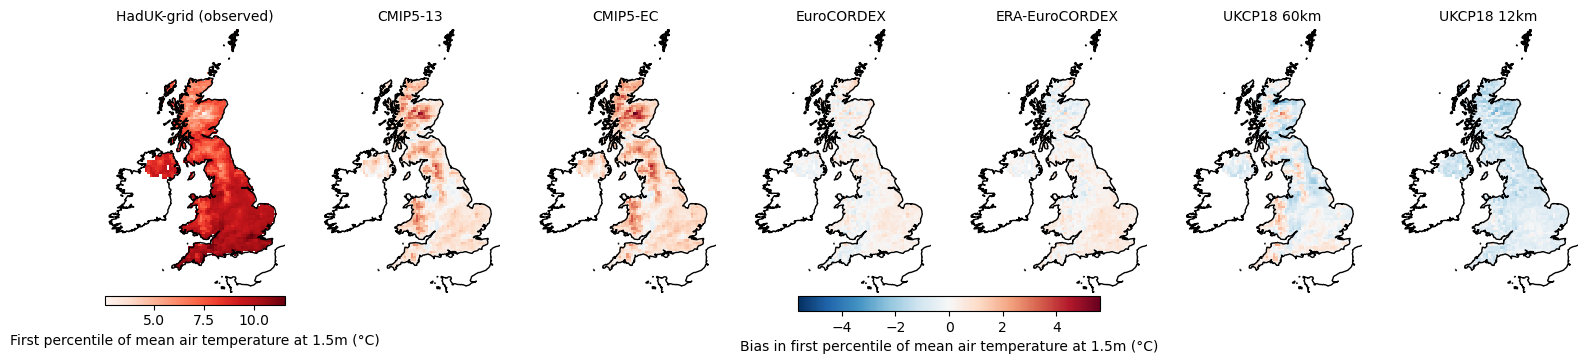 HadUK-grid (observed)
CMIP5-13
CMIP5-EC
EuroCORDEX
ERA-EuroCORDEX
UKCP18 60km
UKCP18 12km
5.0 7.5 10.0
First percentile of mean air temperature at 1.5m (°C)
−4 −2 0 2 4
Bias in first percentile of mean air temperature at 1.5m (°C)